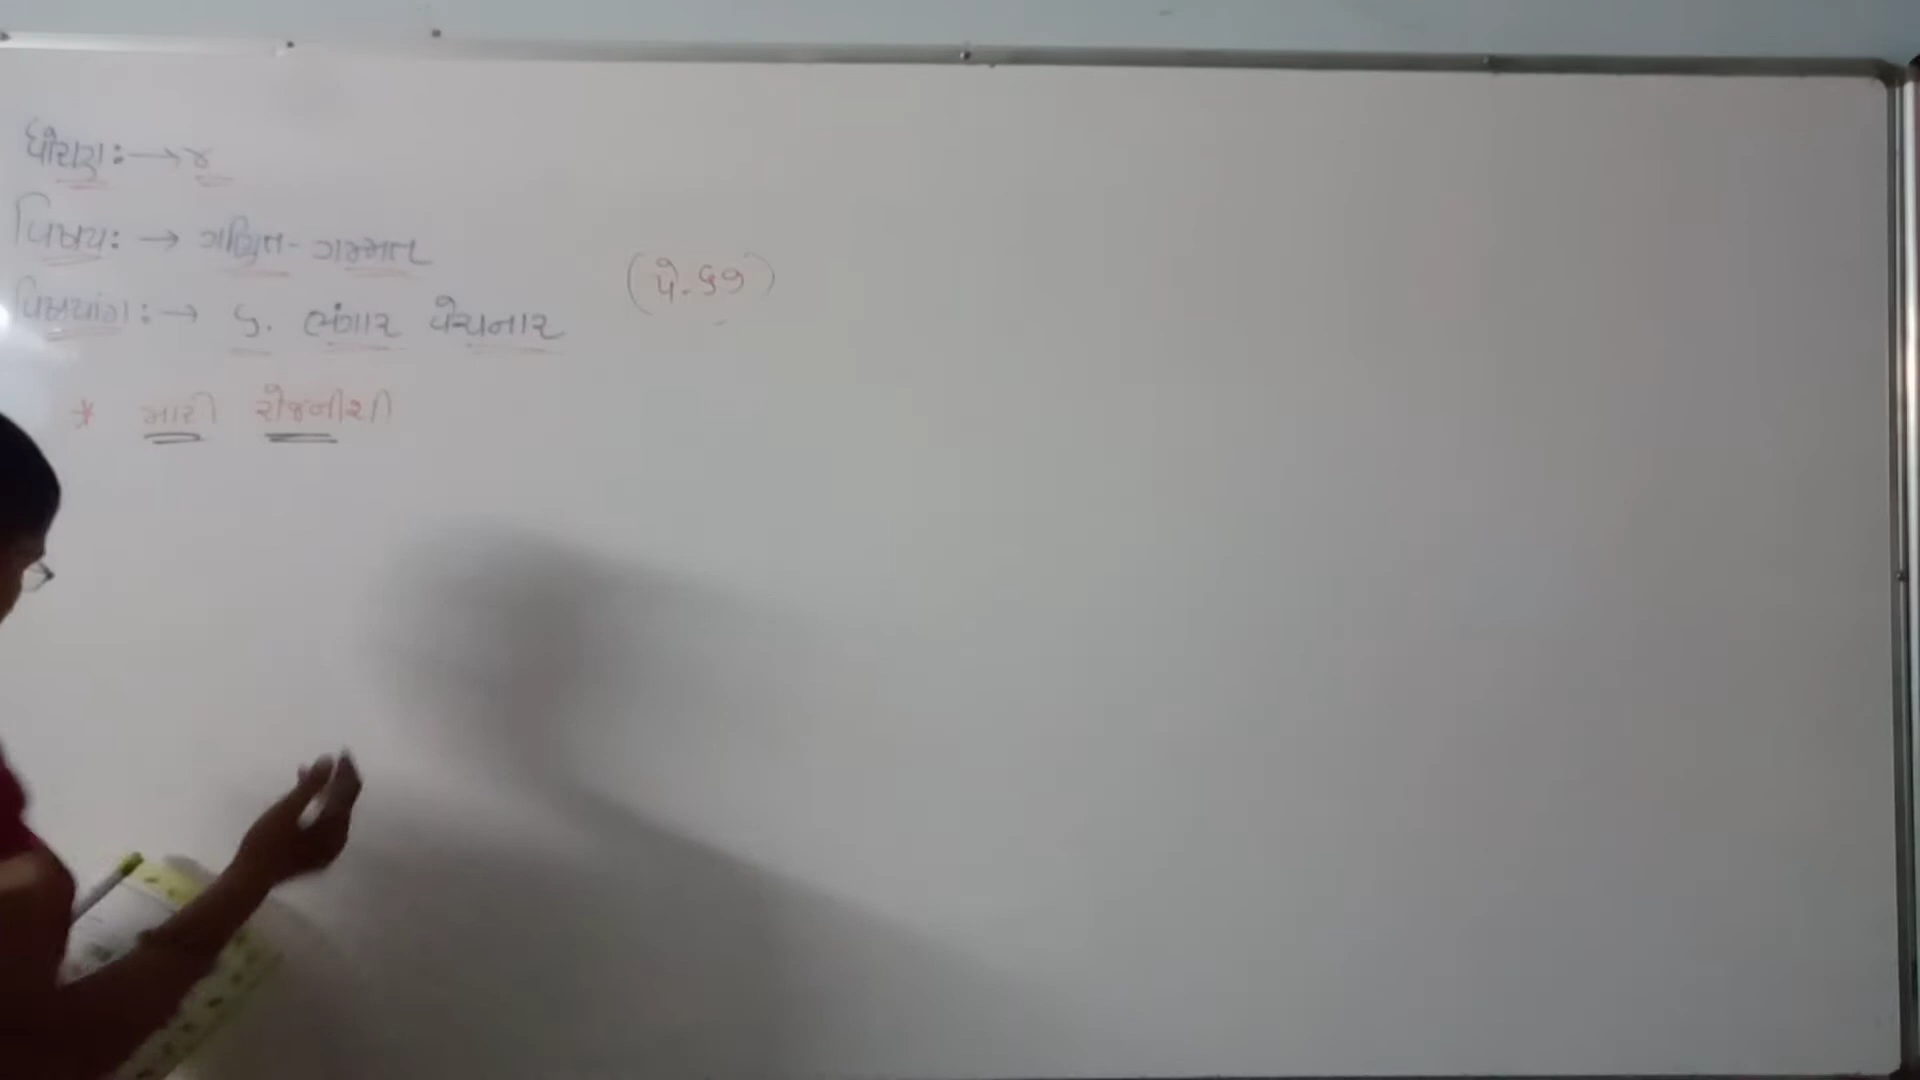 ધોરણ :→ ૪
વિષય: → ગણિત - ગમ્મત
વિષયાંગ :→ ૬. ભંગાર વેચનાર
(પે. ૬૭)
* મારી રોજનીશી